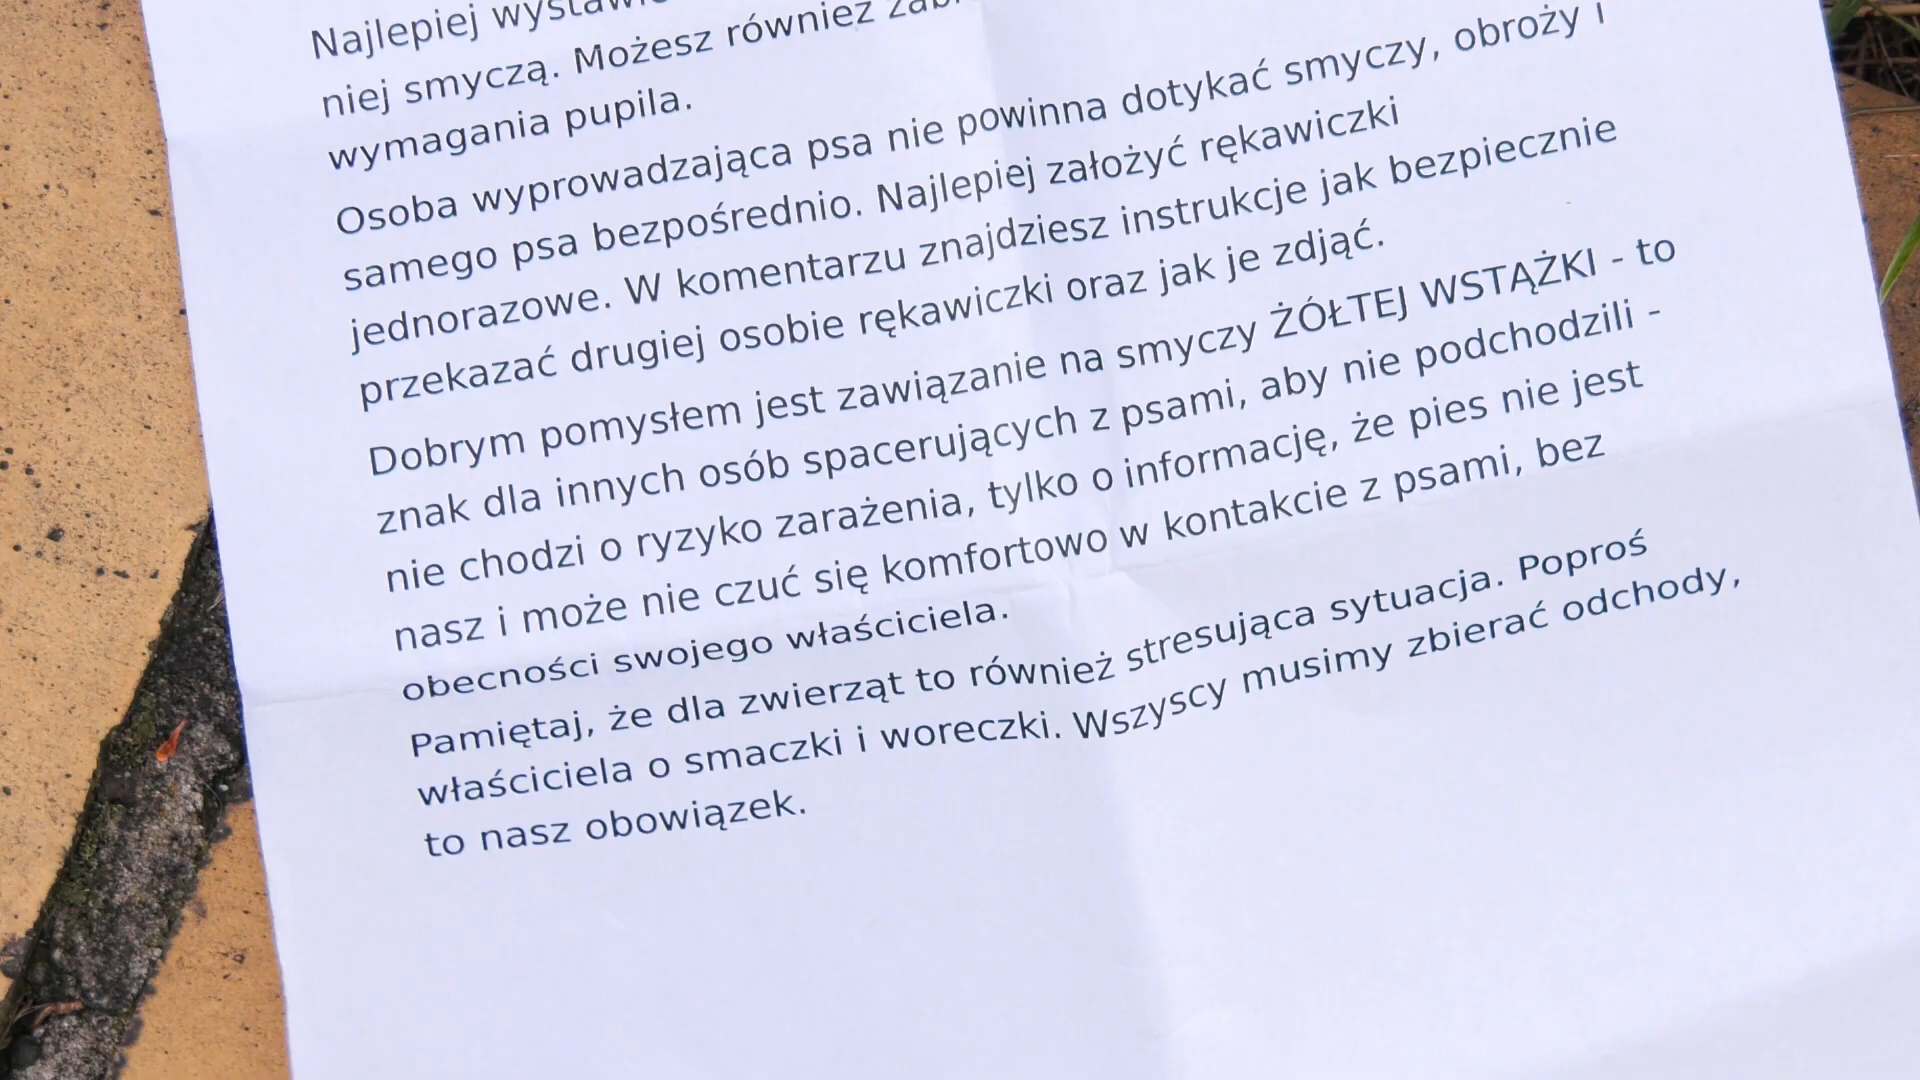 Najlepiej
niej smyczą. Możesz również
wymagania pupila.
Osoba wyprowadzająca psa nie powinna dotykać smyczy, obroży i
samego psa bezpośrednio. Najlepiej założyć rękawiczki
jednorazowe. W komentarzu znajdziesz instrukcje jak bezpiecznie
przekazać drugiej osobie rękawiczki oraz jak je zdjąć.
Dobrym pomysłem jest zawiązanie na smyczy ŻÓŁTEJ WSTĄŻKI - to
znak dla innych osób spacerujących z psami, aby nie podchodzili -
nie chodzi o ryzyko zarażenia, tylko o informację, że pies nie jest
nasz i może nie czuć się komfortowo w kontakcie z psami, bez
obecności swojego właściciela.
Pamiętaj, że dla zwierząt to również stresująca sytuacja. Poproś
właściciela o smaczki i woreczki. Wszyscy musimy zbierać odchody,
to nasz obowiązek.